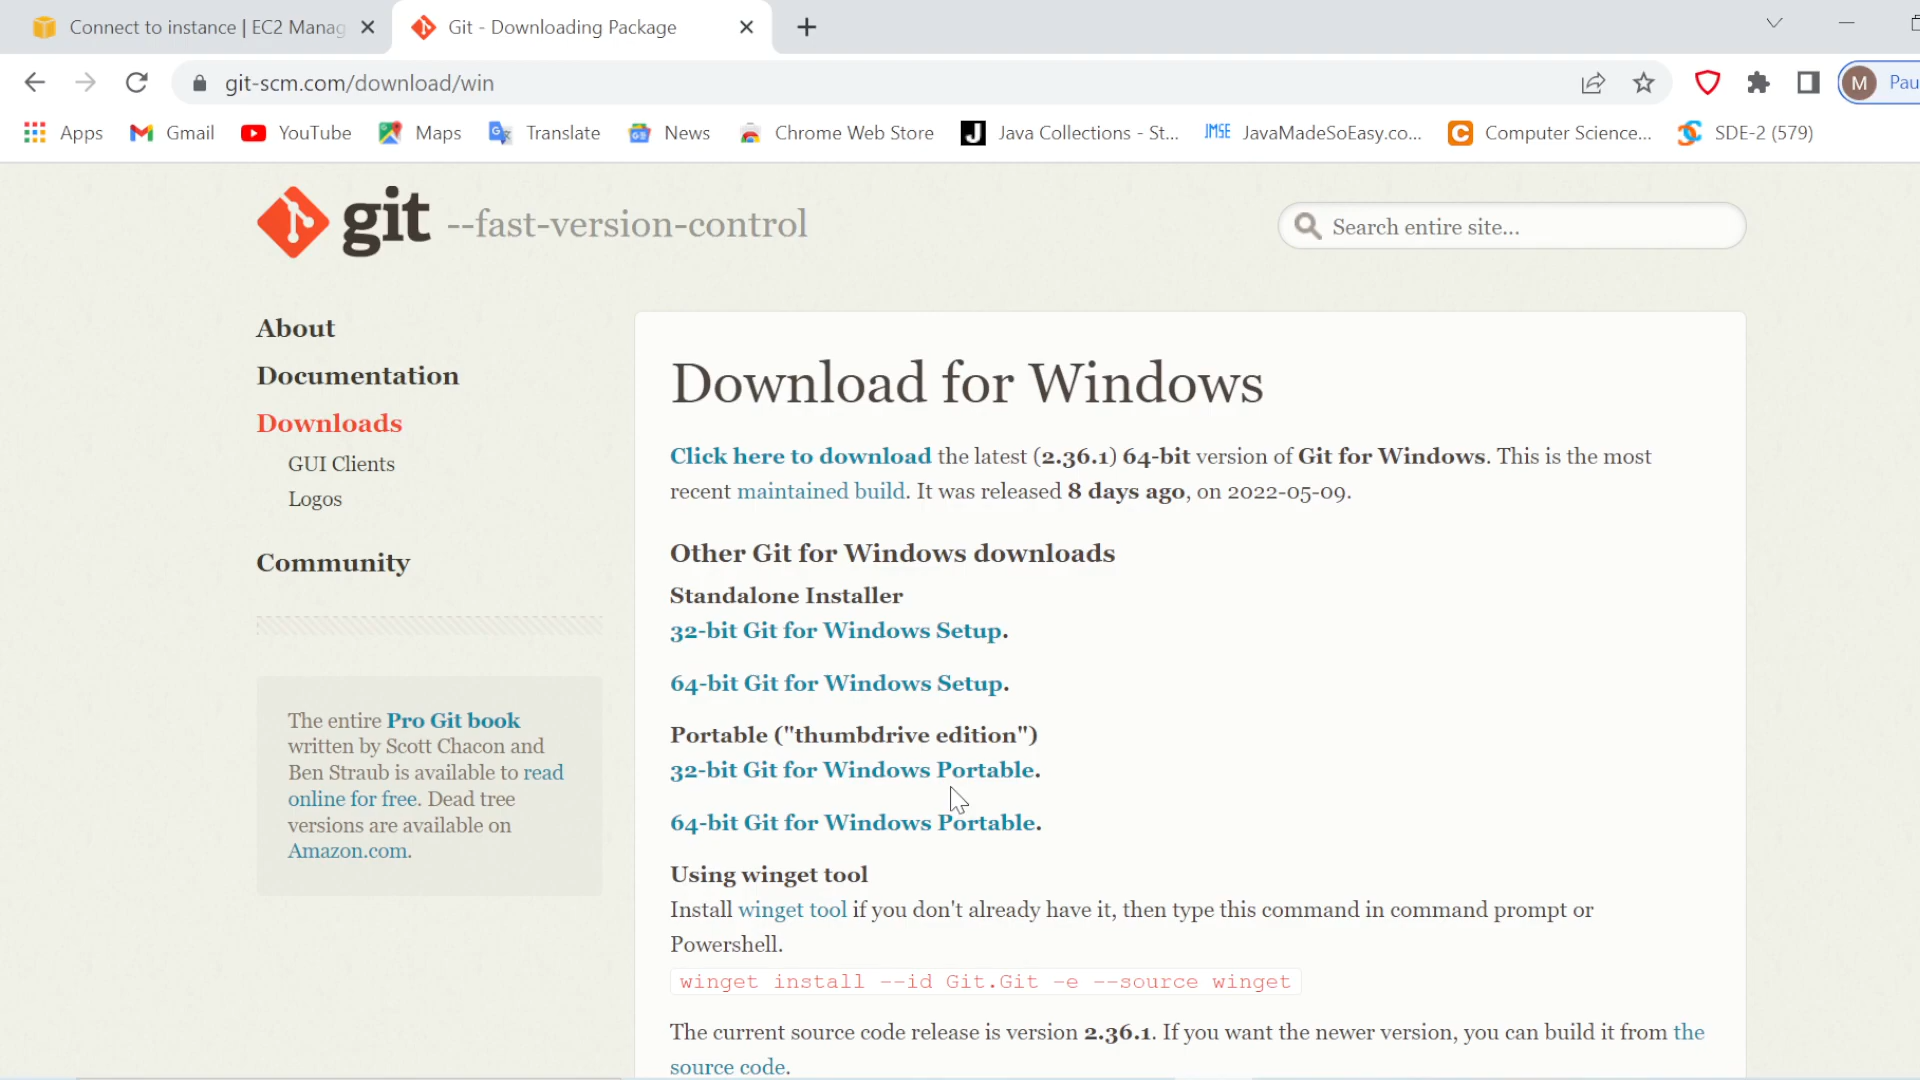 Connect to instance | EC2 Manag
Git - Downloading Package
git-scm.com/download/win
M Pau
Apps Gmail YouTube Maps Translate News Chrome Web Store J Java Collections - St... JMSE JavaMadeSoEasy.co... C Computer Science... SDE-2 (579)
git --fast-version-control
Search entire site...
About
Documentation
Downloads
GUI Clients
Logos
Community
The entire Pro Git book
written by Scott Chacon and
Ben Straub is available to read
online for free. Dead tree
versions are available on
Amazon.com.
Download for Windows
Click here to download the latest (2.36.1) 64-bit version of Git for Windows. This is the most
recent maintained build. It was released 8 days ago, on 2022-05-09.
Other Git for Windows downloads
Standalone Installer
32-bit Git for Windows Setup.
64-bit Git for Windows Setup.
Portable ("thumbdrive edition")
32-bit Git for Windows Portable.
64-bit Git for Windows Portable.
Using winget tool
Install winget tool if you don't already have it, then type this command in command prompt or
Powershell.
winget install --id Git.Git -e --source winget
The current source code release is version 2.36.1. If you want the newer version, you can build it from the
source code.